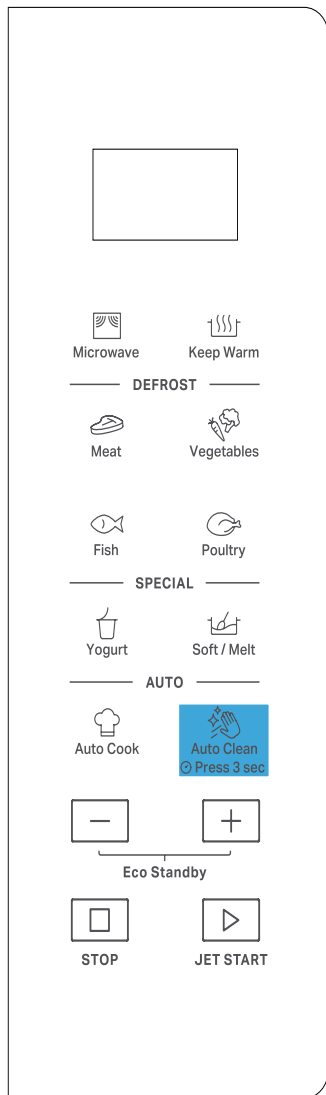 Microwave Keep Warm
DEFROST
Meat Vegetables
Fish Poultry
SPECIAL
Yogurt Soft / Melt
AUTO
Auto Cook Auto Clean
Press 3 sec
Eco Standby
STOP JET START